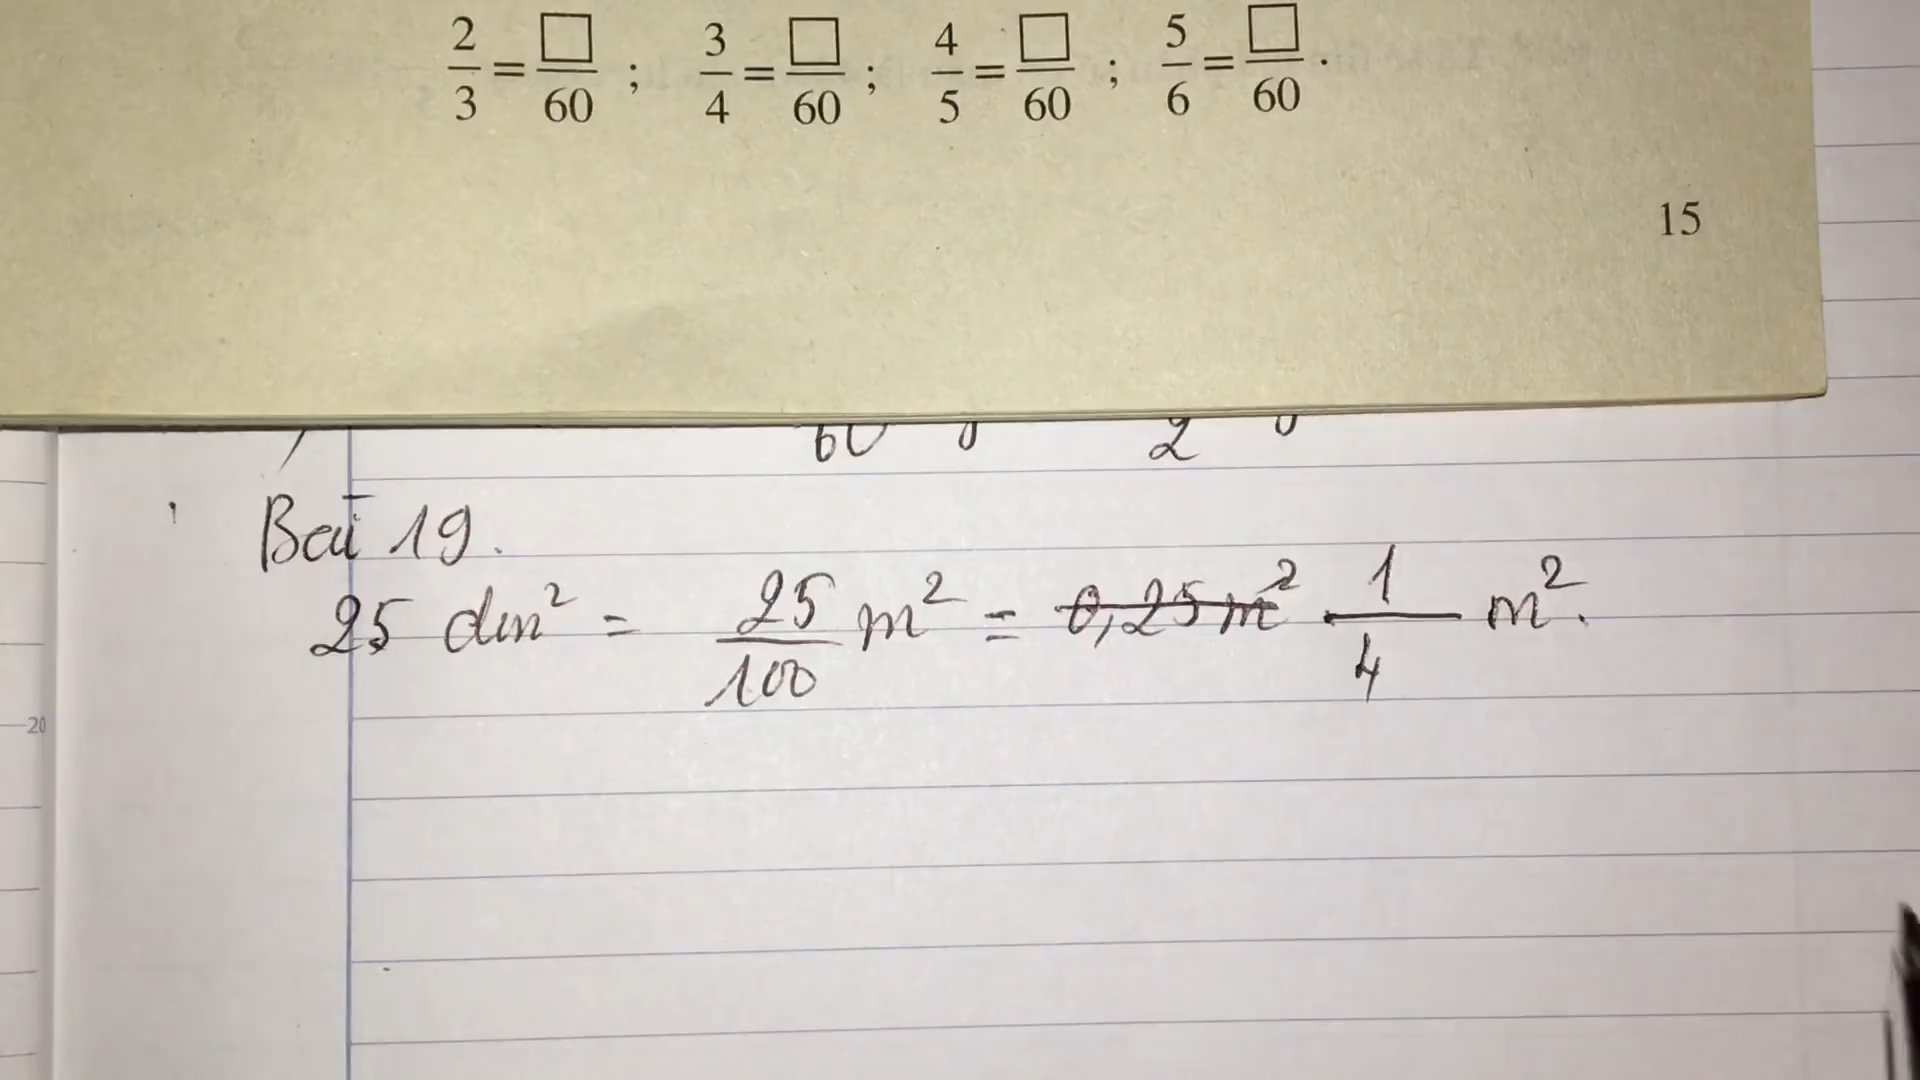 2/3 = □/60 ; 3/4 = □/60 ; 4/5 = □/60 ; 5/6 = □/60 .
15
60 2
Bài 19.
25 dm² = 25/100 m² = 0,25 m² 1/4 m².
20